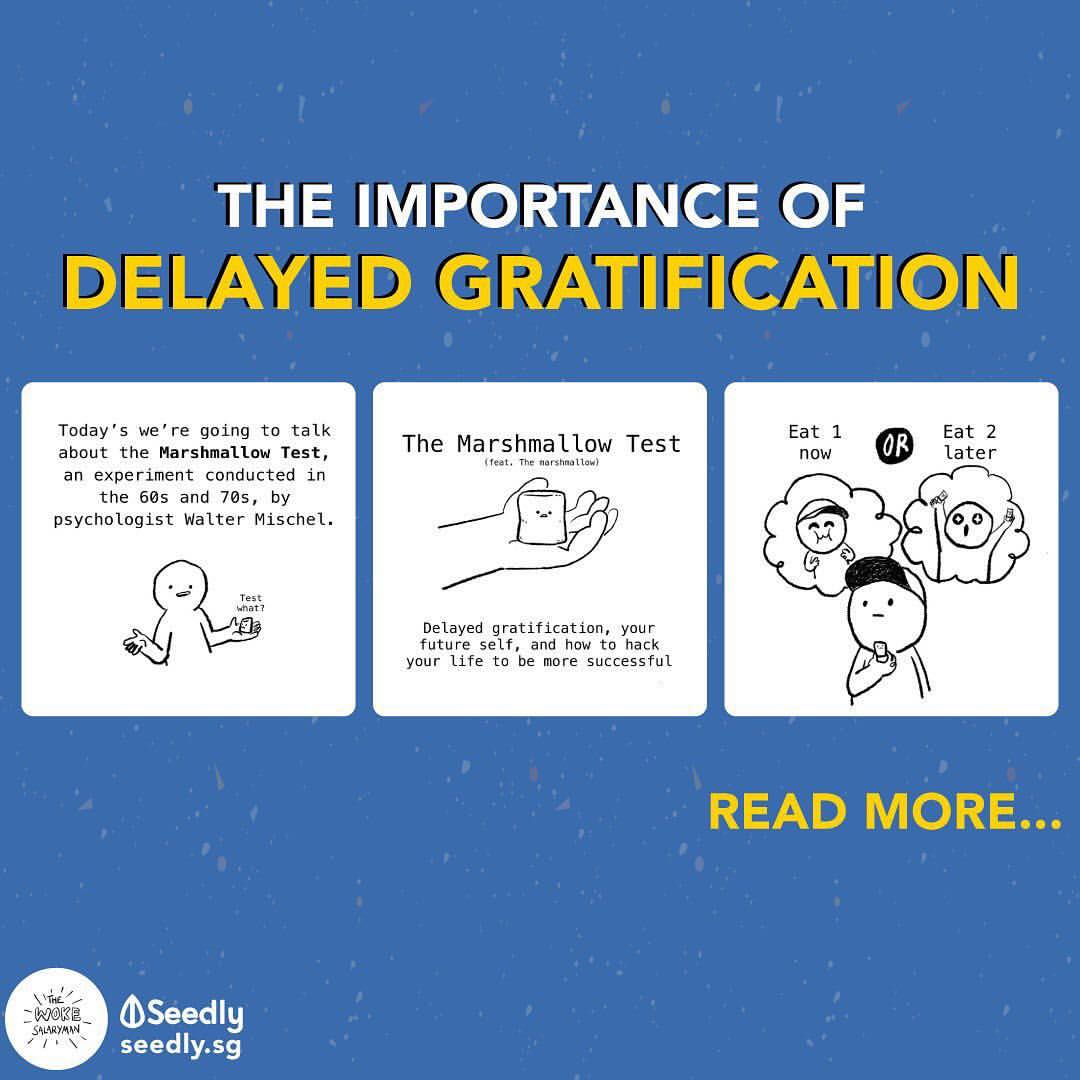 THE IMPORTANCE OF
DELAYED GRATIFICATION
Today's we're going to talk
about the Marshmallow Test,
an experiment conducted in
the 60s and 70s, by
psychologist Walter Mischel.
Test
what?
The Marshmallow Test
(feat. The marshmallow)
Delayed gratification, your
future self, and how to hack
your life to be more successful
Eat 1
now
OR
Eat 2
later
READ MORE...
THE
WOKE
SALARYMAN
Seedly
seedly.sg